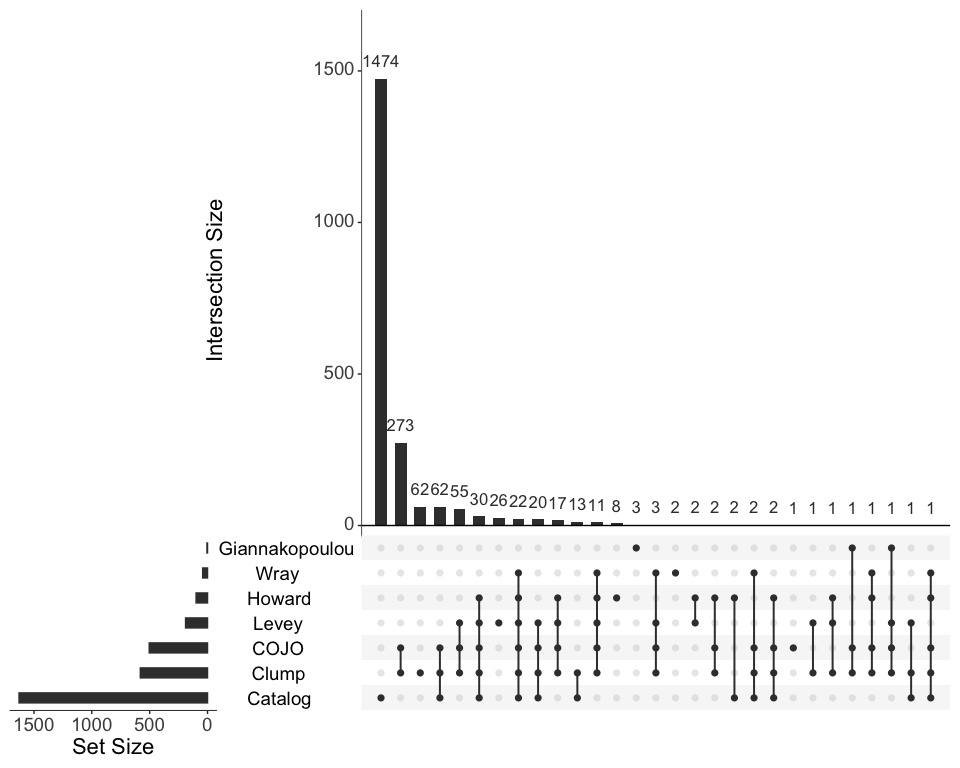 1474
1500
1000
Intersection Size
500
273
62 62 55 30 26 22 20 17 13 11 8 3 3 2 2 2 2 2 2 1 1 1 1 1 1 1 1
0
Giannakopoulou
Wray
Howard
Levey
COJO
Clump
Catalog
1500 1000 500 0
Set Size